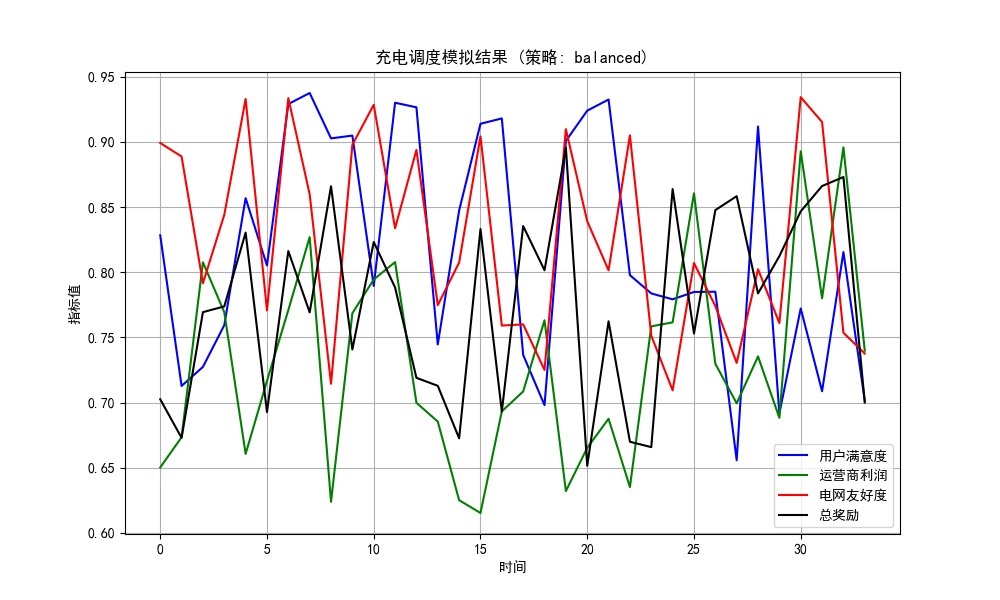 充电调度模拟结果 (策略: balanced)
指标值
0.95
0.90
0.85
0.80
0.75
0.70
0.65
0.60
0 5 10 15 20 25 30
时间
用户满意度
运营商利润
电网友好度
总奖励